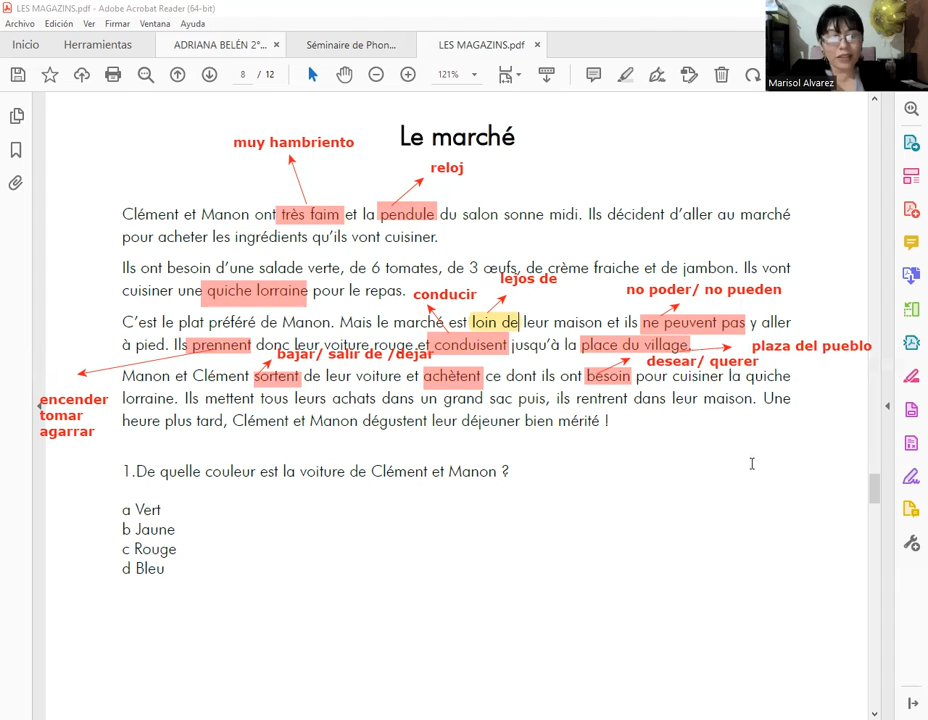 LES MAGAZINS.pdf - Adobe Acrobat Reader (64-bit)
Archivo Edición Ver Firmar Ventana Ayuda
Inicio Herramientas ADRIANA BELÉN 2°... × Séminaire de Phon... LES MAGAZINS.pdf ×
8 / 12 121%
Marisol Alvarez
Le marché
muy hambriento
reloj
Clément et Manon ont très faim et la pendule du salon sonne midi. Ils décident d'aller au marché
pour acheter les ingrédients qu'ils vont cuisiner.
Ils ont besoin d'une salade verte, de 6 tomates, de 3 œufs, de crème fraiche et de jambon. Ils vont
lejos de
cuisiner une quiche lorraine pour le repas.
conducir
no poder/ no pueden
C'est le plat préféré de Manon. Mais le marché est loin de leur maison et ils ne peuvent pas y aller
à pied. Ils prennent donc leur voiture rouge et conduisent jusqu'à la place du village.
plaza del pueblo
bajar/ salir de /dejar
desear/ querer
Manon et Clément sortent de leur voiture et achètent ce dont ils ont besoin pour cuisiner la quiche
lorraine. Ils mettent tous leurs achats dans un grand sac puis, ils rentrent dans leur maison. Une
heure plus tard, Clément et Manon dégustent leur déjeuner bien mérité !
encender
tomar
agarrar
1.De quelle couleur est la voiture de Clément et Manon ?
a Vert
b Jaune
c Rouge
d Bleu